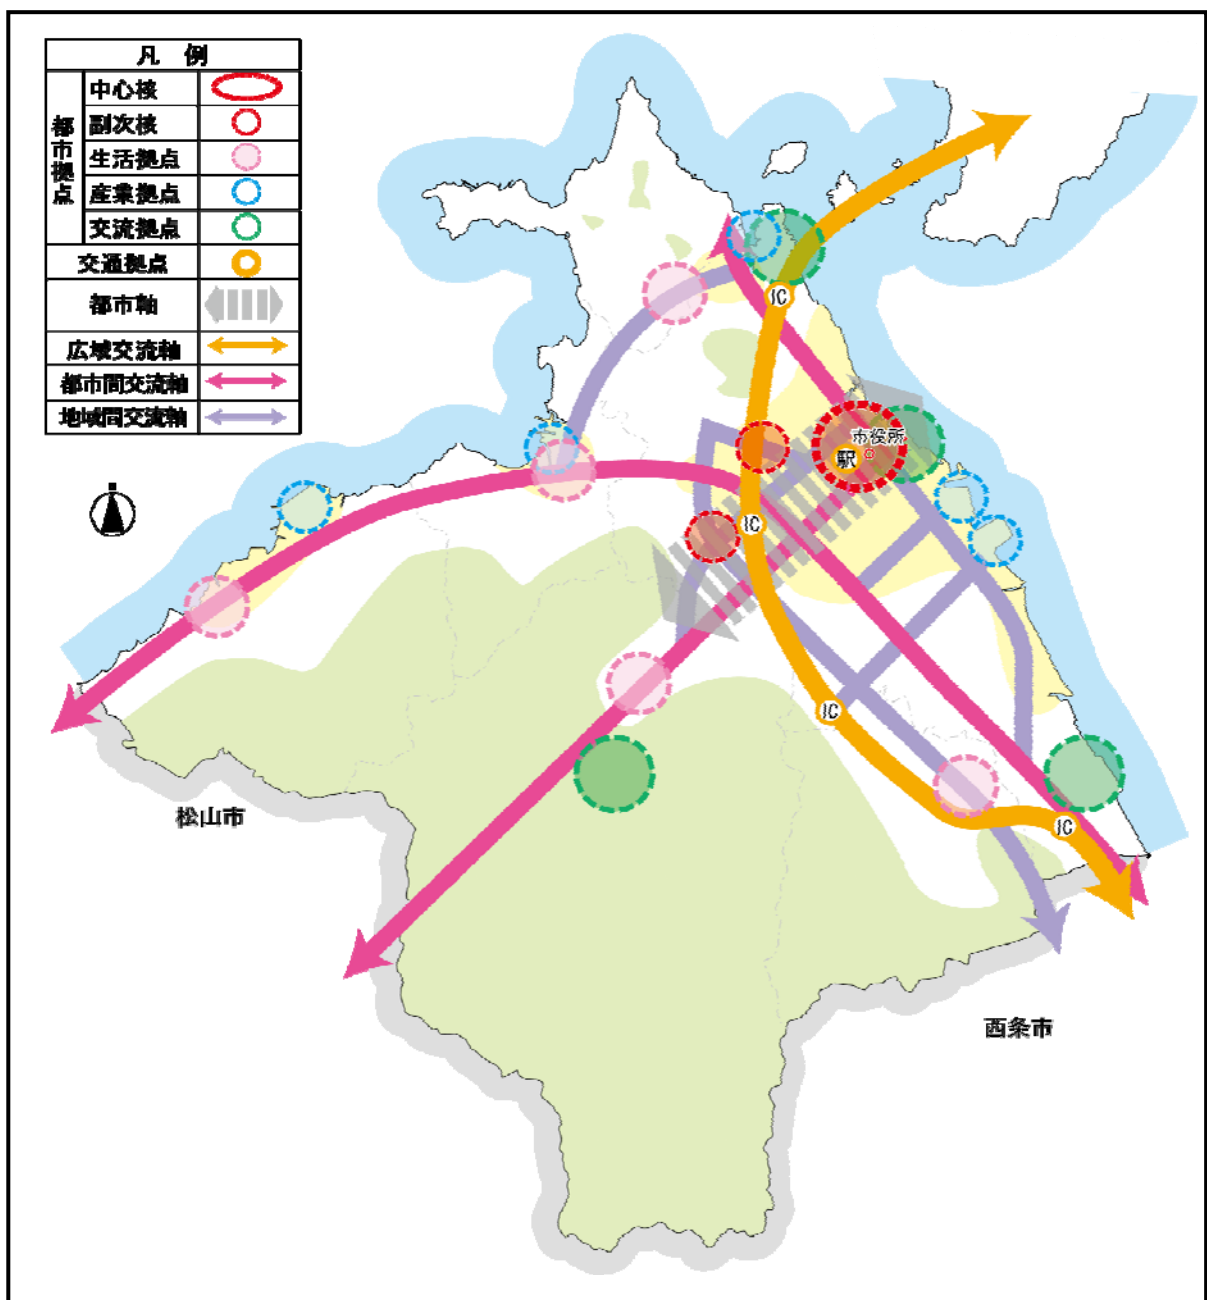 凡 例
都市拠点
中心核
副次核
生活拠点
産業拠点
交流拠点
交通拠点
都市軸
広域交流軸
都市間交流軸
地域間交流軸
IC
市役所
駅
IC
IC
IC
松山市
西条市